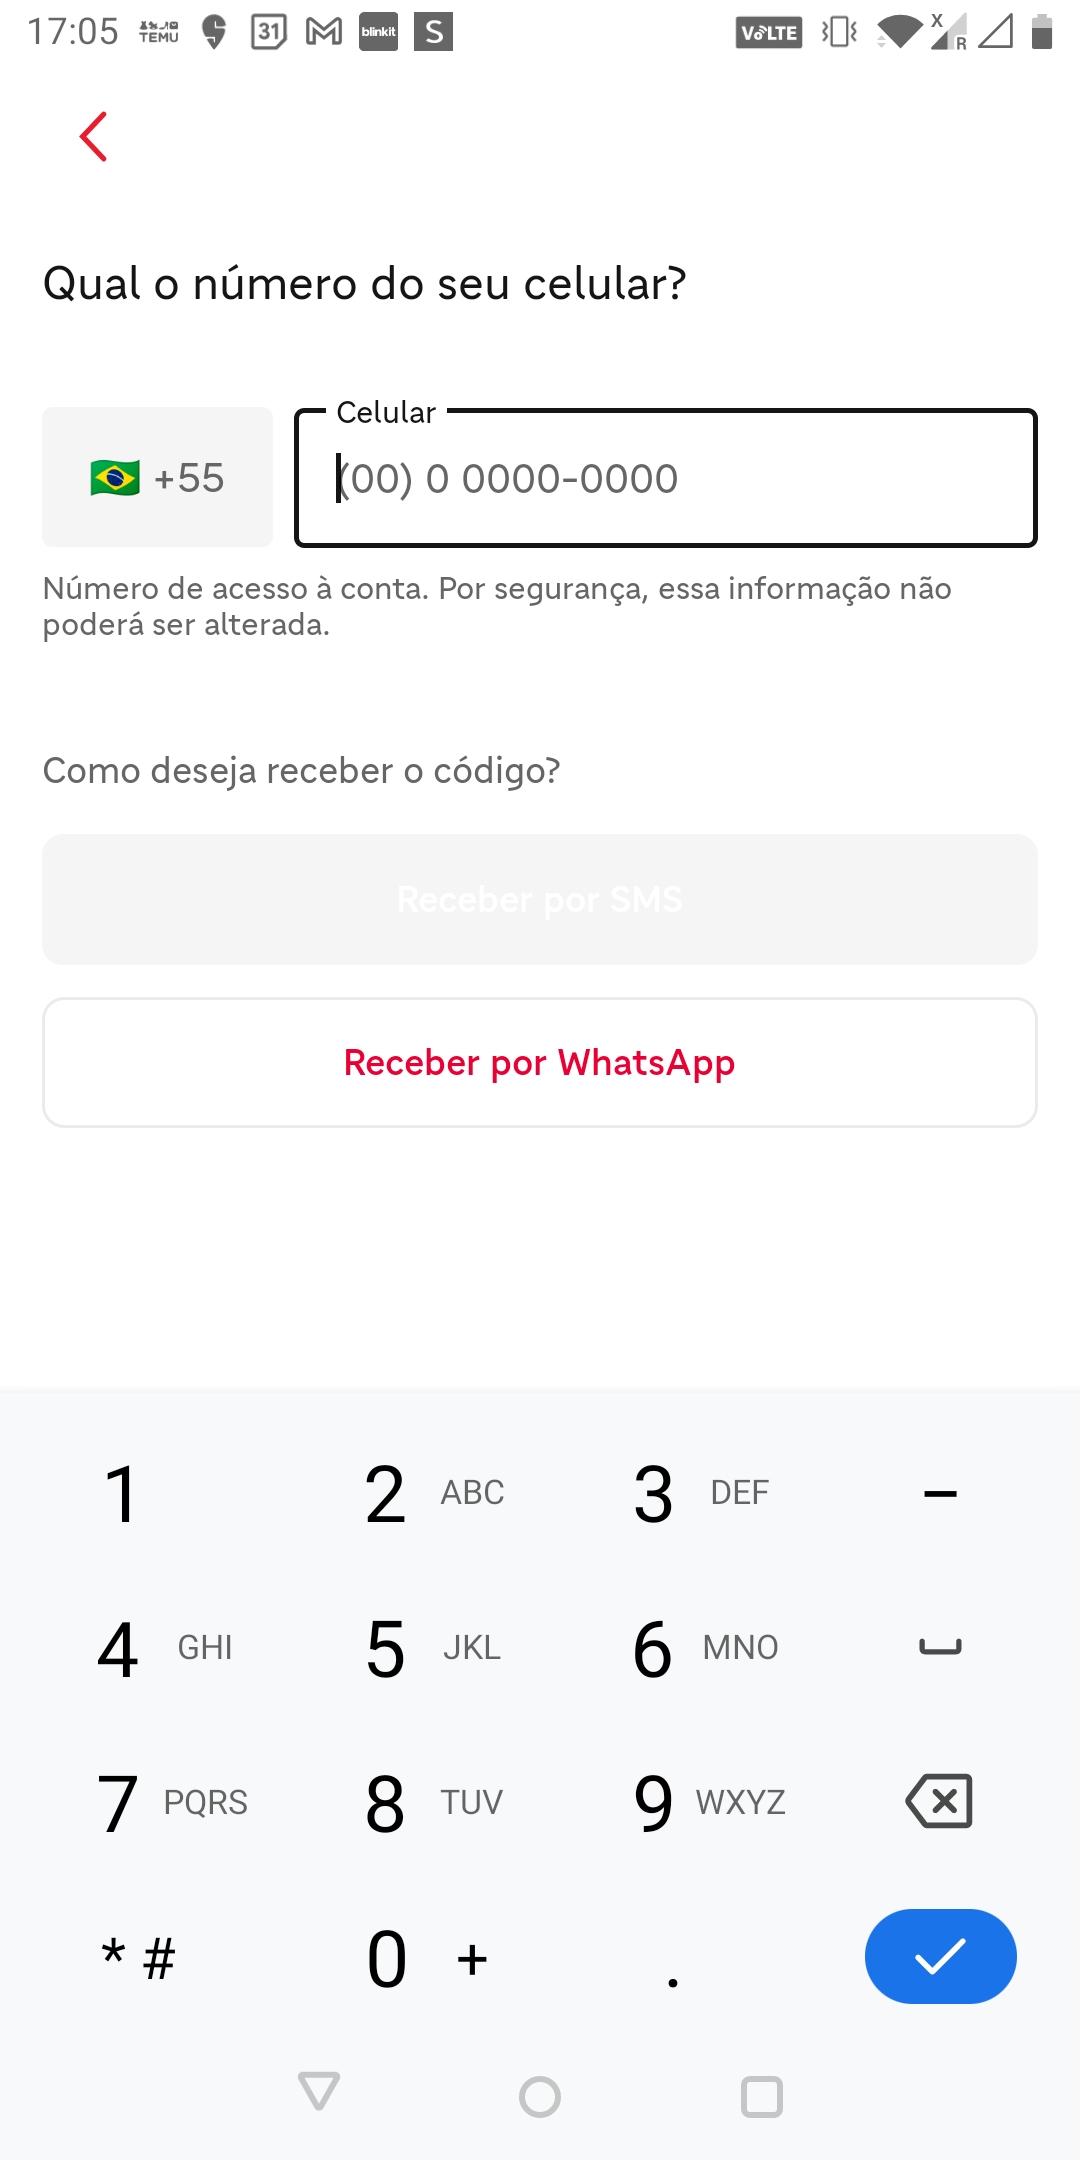 17:05 TEMU 31 M blinkit S VoLTE X R
Qual o número do seu celular?
Celular
+55 (00) 0 0000-0000
Número de acesso à conta. Por segurança, essa informação não
poderá ser alterada.
Como deseja receber o código?
Receber por SMS
Receber por WhatsApp
1 2 ABC 3 DEF –
4 GHI 5 JKL 6 MNO
7 PQRS 8 TUV 9 WXYZ
* # 0 + .